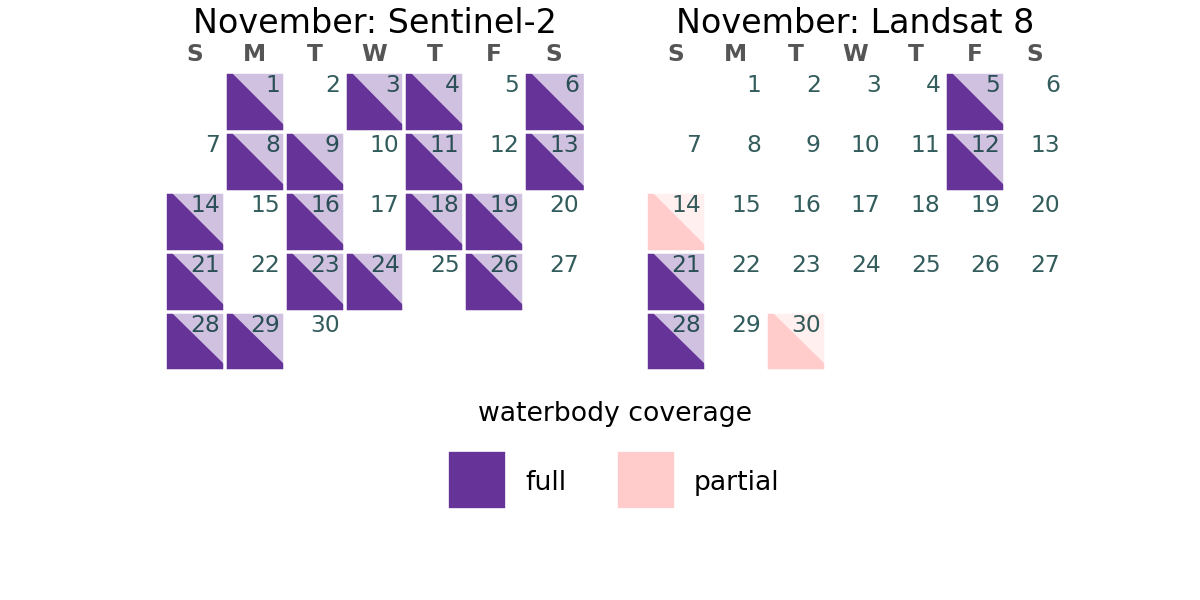 November: Sentinel-2
S M T W T F S
1 2 3 4 5 6
7 8 9 10 11 12 13
14 15 16 17 18 19 20
21 22 23 24 25 26 27
28 29 30
November: Landsat 8
S M T W T F S
1 2 3 4 5 6
7 8 9 10 11 12 13
14 15 16 17 18 19 20
21 22 23 24 25 26 27
28 29 30
waterbody coverage
full partial